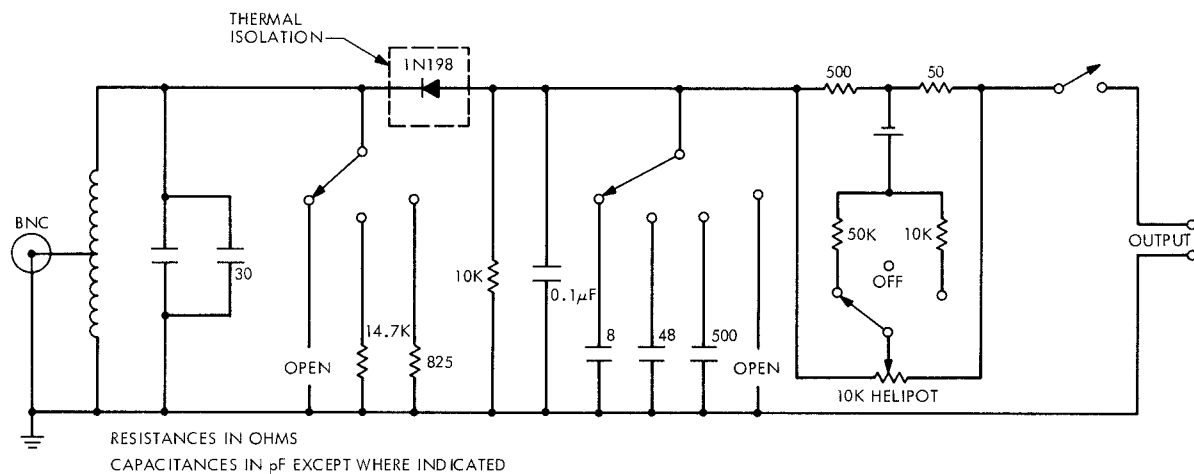 THERMAL
ISOLATION
1N198
500
50
BNC
30
10K
0.1μF
50K
10K
OFF
OUTPUT
14.7K
825
OPEN
8
48
500
OPEN
10K HELIPOT
RESISTANCES IN OHMS
CAPACITANCES IN pF EXCEPT WHERE INDICATED